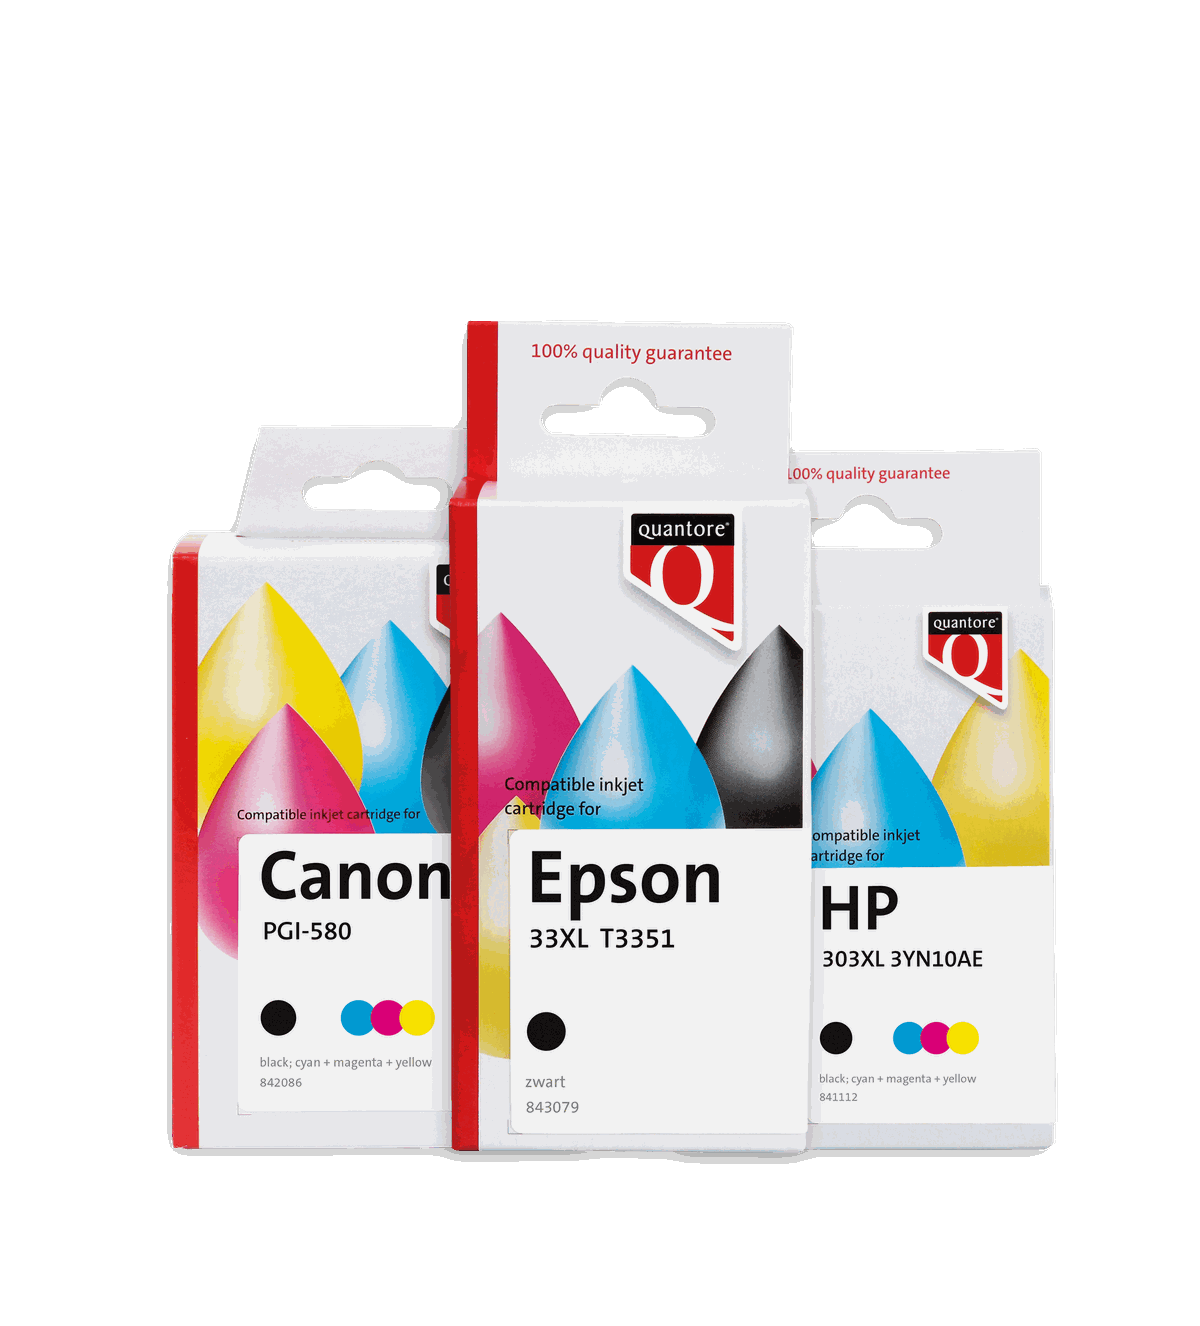 100% quality guarantee
quantore
Q
Compatible inkjet
cartridge for
Epson
33XL T3351
zwart
843079
Compatible inkjet cartridge for
Canon
PGI-580
black; cyan + magenta + yellow
842086
100% quality guarantee
quantore
Q
ompatible inkjet
artridge for
HP
303XL 3YN10AE
black; cyan + magenta + yellow
841112